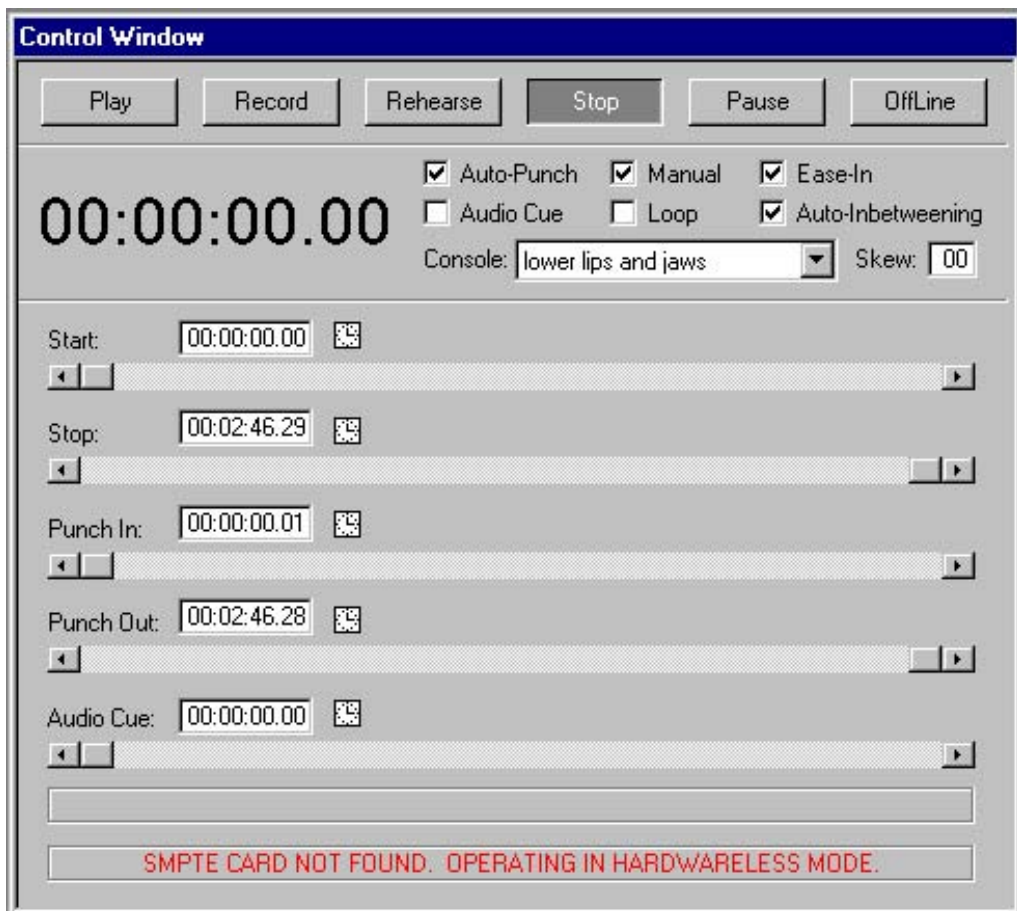 Control Window
Play Record Rehearse Stop Pause OffLine
00:00:00.00
Auto-Punch Manual Ease-In
Audio Cue Loop Auto-Inbetweening
Console: lower lips and jaws Skew: 00
Start: 00:00:00.00
Stop: 00:02:46.29
Punch In: 00:00:00.01
Punch Out: 00:02:46.28
Audio Cue: 00:00:00.00
SMPTE CARD NOT FOUND. OPERATING IN HARDWARELESS MODE.